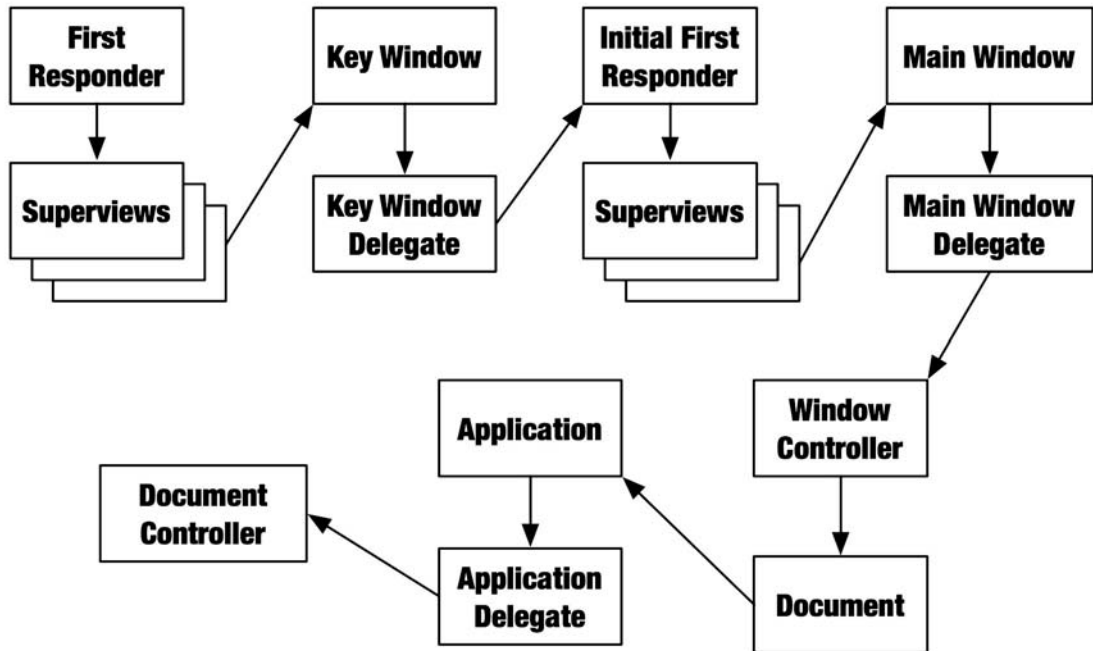 First
Responder
Key Window
Initial First
Responder
Main Window
Superviews
Key Window
Delegate
Superviews
Main Window
Delegate
Application
Window
Controller
Document
Controller
Application
Delegate
Document